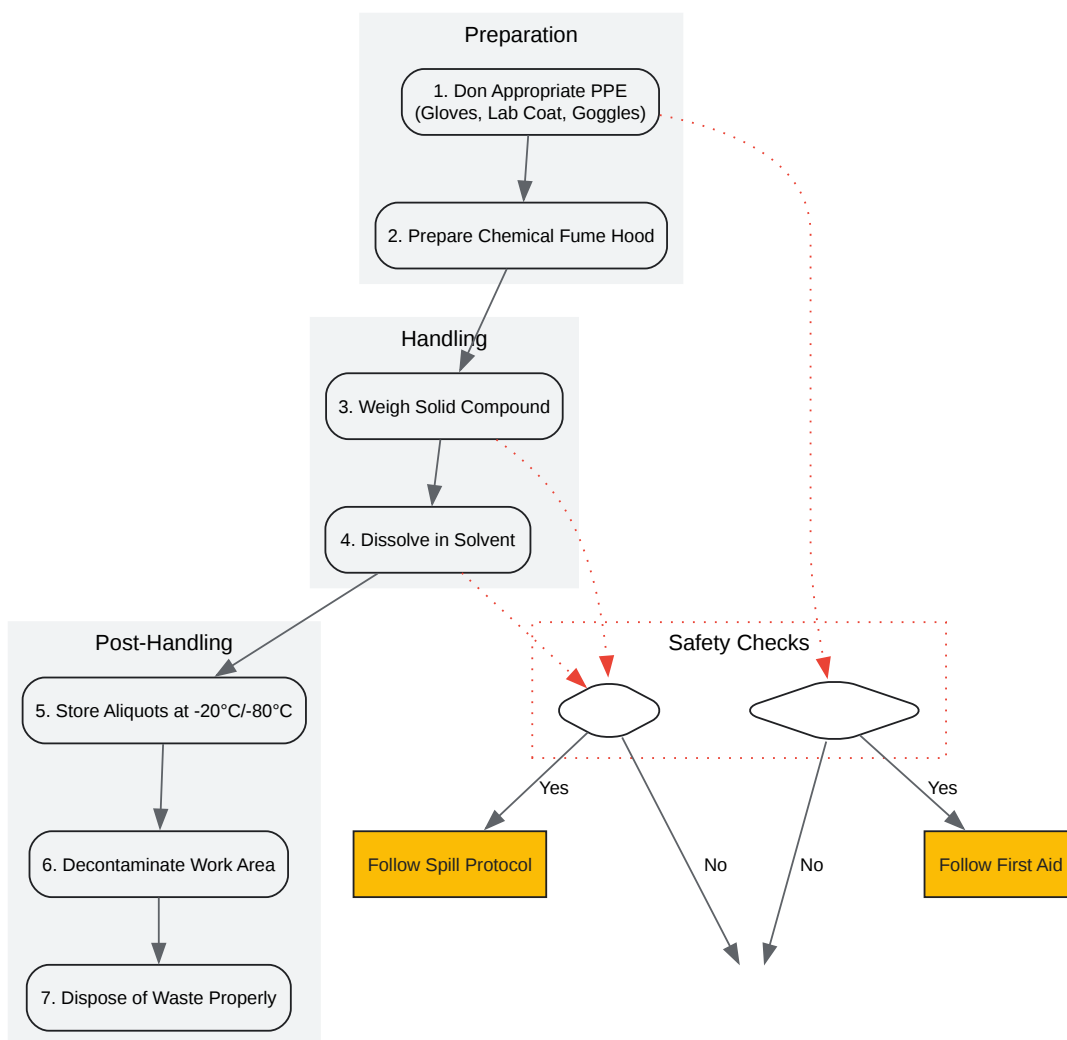 Preparation
1. Don Appropriate PPE
(Gloves, Lab Coat, Goggles)
2. Prepare Chemical Fume Hood
Handling
3. Weigh Solid Compound
4. Dissolve in Solvent
Post-Handling
5. Store Aliquots at -20°C/-80°C
6. Decontaminate Work Area
7. Dispose of Waste Properly
Safety Checks
Yes
Yes
Follow Spill Protocol
No
No
Follow First Aid